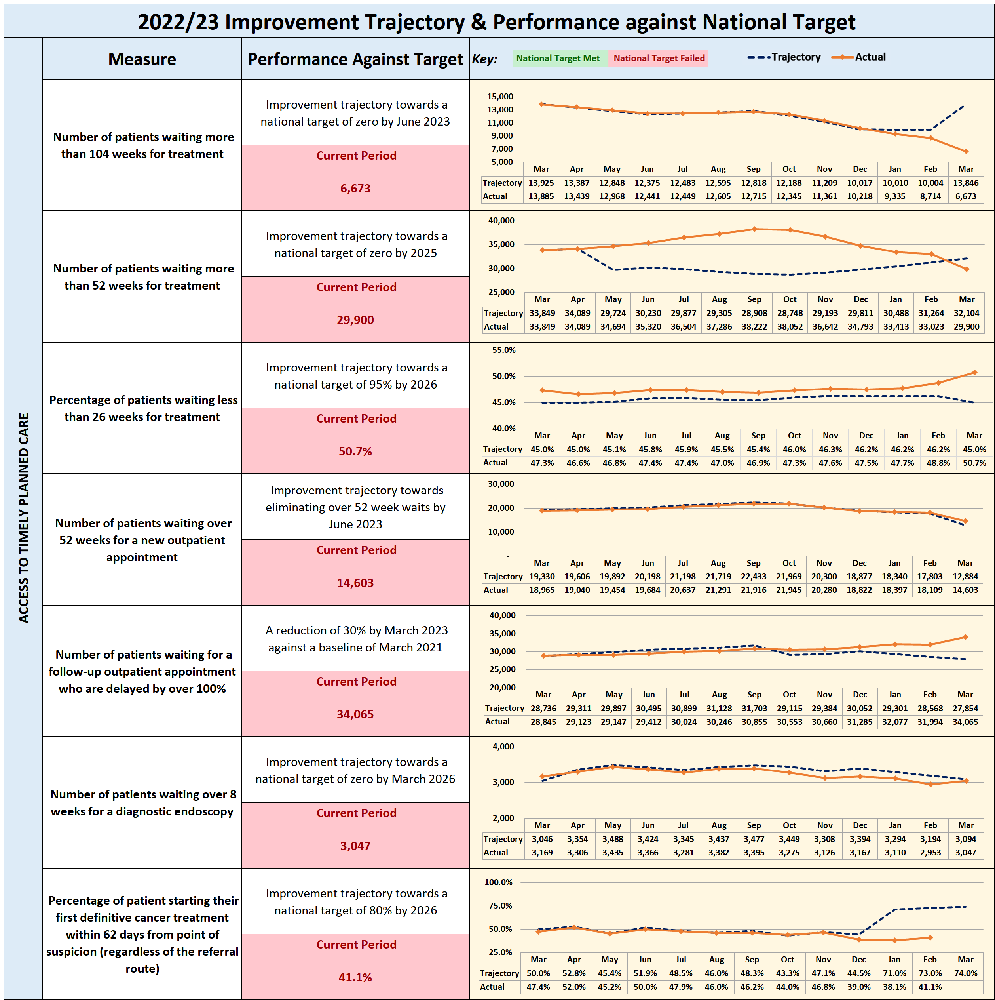 2022/23 Improvement Trajectory & Performance against National Target
Measure
Performance Against Target
Key:
National Target Met
National Target Failed
Trajectory
Actual
ACCESS TO TIMELY PLANNED CARE
Number of patients waiting more
than 104 weeks for treatment
Improvement trajectory towards a
national target of zero by June 2023
Current Period
6,673
15,000
13,000
11,000
9,000
7,000
5,000
Mar Apr May Jun Jul Aug Sep Oct Nov Dec Jan Feb Mar
Trajectory 13,925 13,387 12,848 12,375 12,483 12,595 12,818 12,188 11,209 10,017 10,010 10,004 13,846
Actual 13,885 13,439 12,968 12,441 12,449 12,605 12,715 12,345 11,361 10,218 9,335 8,714 6,673
Number of patients waiting more
than 52 weeks for treatment
Improvement trajectory towards a
national target of zero by 2025
Current Period
29,900
40,000
35,000
30,000
25,000
Mar Apr May Jun Jul Aug Sep Oct Nov Dec Jan Feb Mar
Trajectory 33,849 34,089 29,724 30,230 29,877 29,305 28,908 28,748 29,193 29,811 30,488 31,264 32,104
Actual 33,849 34,089 34,694 35,320 36,504 37,286 38,222 38,052 36,642 34,793 33,413 33,023 29,900
Percentage of patients waiting less
than 26 weeks for treatment
Improvement trajectory towards a
national target of 95% by 2026
Current Period
50.7%
55.0%
50.0%
45.0%
40.0%
Mar Apr May Jun Jul Aug Sep Oct Nov Dec Jan Feb Mar
Trajectory 45.0% 45.0% 45.1% 45.8% 45.9% 45.5% 45.4% 46.0% 46.3% 46.2% 46.2% 46.2% 45.0%
Actual 47.3% 46.6% 46.8% 47.4% 47.4% 47.0% 46.9% 47.3% 47.6% 47.5% 47.7% 48.8% 50.7%
Number of patients waiting over
52 weeks for a new outpatient
appointment
Improvement trajectory towards
eliminating over 52 week waits by
June 2023
Current Period
14,603
30,000
20,000
10,000
-
Mar Apr May Jun Jul Aug Sep Oct Nov Dec Jan Feb Mar
Trajectory 19,330 19,606 19,892 20,198 21,198 21,719 22,433 21,969 20,300 18,877 18,340 17,803 12,884
Actual 18,965 19,040 19,454 19,684 20,637 21,291 21,916 21,945 20,280 18,822 18,397 18,109 14,603
Number of patients waiting for a
follow-up outpatient appointment
who are delayed by over 100%
A reduction of 30% by March 2023
against a baseline of March 2021
Current Period
34,065
40,000
35,000
30,000
25,000
20,000
Mar Apr May Jun Jul Aug Sep Oct Nov Dec Jan Feb Mar
Trajectory 28,736 29,311 29,897 30,495 30,899 31,128 31,703 29,115 29,384 30,052 29,301 28,568 27,854
Actual 28,845 29,123 29,147 29,412 30,024 30,246 30,855 30,553 30,660 31,285 32,077 31,994 34,065
Number of patients waiting over 8
weeks for a diagnostic endoscopy
Improvement trajectory towards a
national target of zero by March 2026
Current Period
3,047
4,000
3,000
2,000
Mar Apr May Jun Jul Aug Sep Oct Nov Dec Jan Feb Mar
Trajectory 3,046 3,354 3,488 3,424 3,345 3,437 3,477 3,449 3,308 3,394 3,294 3,194 3,094
Actual 3,169 3,306 3,435 3,366 3,281 3,382 3,395 3,275 3,126 3,167 3,110 2,953 3,047
Percentage of patient starting their
first definitive cancer treatment
within 62 days from point of
suspicion (regardless of the referral
route)
Improvement trajectory towards a
national target of 80% by 2026
Current Period
41.1%
100.0%
75.0%
50.0%
25.0%
Mar Apr May Jun Jul Aug Sep Oct Nov Dec Jan Feb Mar
Trajectory 50.0% 52.8% 45.4% 51.9% 48.5% 46.0% 48.3% 43.3% 47.1% 44.5% 71.0% 73.0% 74.0%
Actual 47.4% 52.0% 45.2% 50.0% 47.9% 46.0% 46.2% 44.0% 46.8% 39.0% 38.1% 41.1%